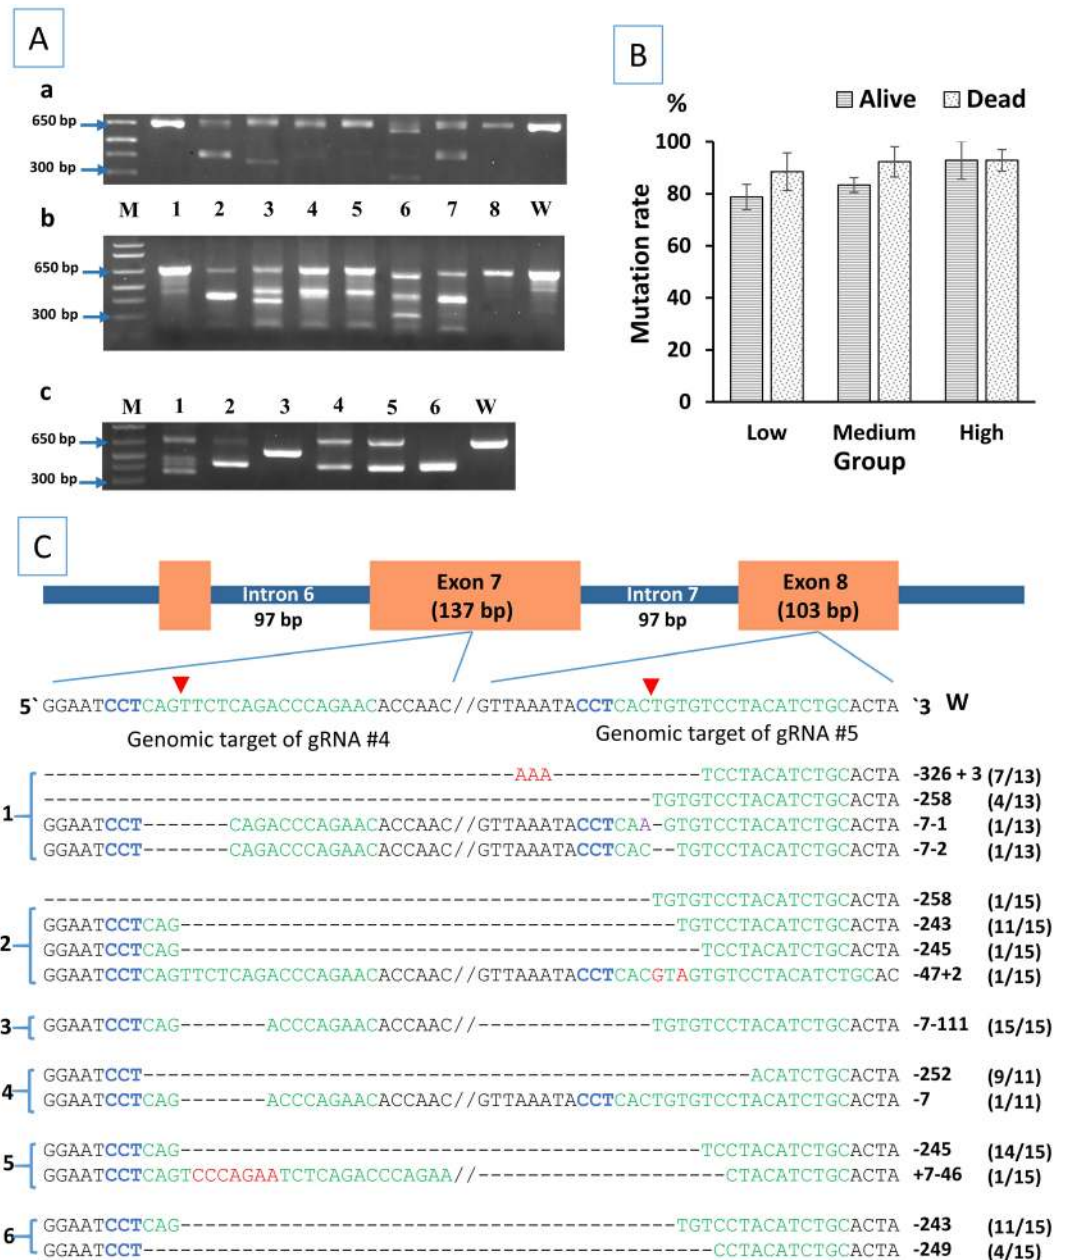 A
a
650 bp
300 bp
M 1 2 3 4 5 6 7 8 W
b
650 bp
300 bp
c
M 1 2 3 4 5 6 W
650 bp
300 bp
B
%
Alive Dead
Mutation rate
100
80
60
40
20
0
Low Medium High
Group
C
Intron 6
97 bp
Exon 7
(137 bp)
Intron 7
97 bp
Exon 8
(103 bp)
5` GGAATCCTCAGTTCTCAGACCCAGAACACCAAC//GTTAAATACCTCACTGTGTCCTACATCTGCACTA `3 W
Genomic target of gRNA #4
Genomic target of gRNA #5
1
--------------------------------------AAA------------TCCTACATCTGCACTA -326 + 3 (7/13)
-------------------------------------------------TGTGTCCTACATCTGCACTA -258 (4/13)
GGAATCCT-------CAGACCCAGAACACCAAC//GTTAAATACCTCAA-GTGTCCTACATCTGCACTA -7-1 (1/13)
GGAATCCT-------CAGACCCAGAACACCAAC//GTTAAATACCTCAC--TGTCCTACATCTGCACTA -7-2 (1/13)
2
-------------------------------------------------TGTGTCCTACATCTGCACTA -258 (1/15)
GGAATCCTCAG----------------------------------------TGTCCTACATCTGCACTA -243 (11/15)
GGAATCCTCAG------------------------------------------TCCTACATCTGCACTA -245 (1/15)
GGAATCCTCAGTTCTCAGACCCAGAACACCAAC//GTTAAATACCTCACGTAGTGTCCTACATCTGCAC -47+2 (1/15)
3
GGAATCCTCAG-------ACCCAGAACACCAAC//--------------TGTGTCCTACATCTGCACTA -7-111 (15/15)
4
GGAATCCT-------------------------------------------------ACATCTGCACTA -252 (9/11)
GGAATCCTCAG-------ACCCAGAACACCAAC//GTTAAATACCTCACTGTGTCCTACATCTGCACTA -7 (1/11)
5
GGAATCCTCAG------------------------------------------TCCTACATCTGCACTA -245 (14/15)
GGAATCCTCAGTCCCAGAATCTCAGACCCAGAA//--------------------CTACATCTGCACTA +7-46 (1/15)
6
GGAATCCTCAG----------------------------------------TGTCCTACATCTGCACTA -243 (11/15)
GGAATCCT----------------------------------------------CCTACATCTGCACTA -249 (4/15)